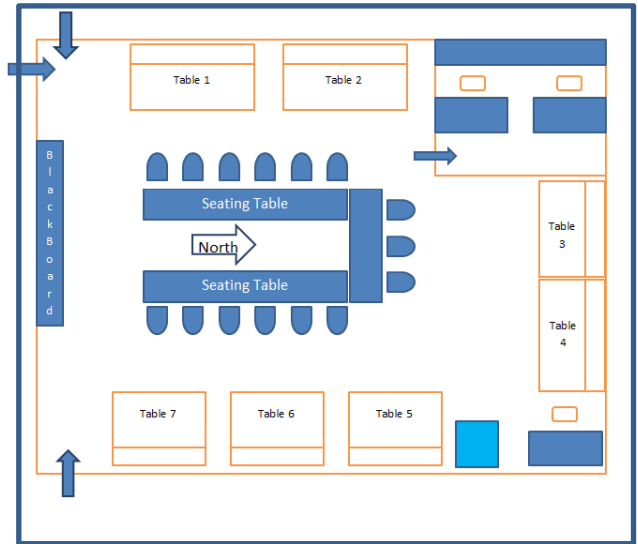 Table 1
Table 2
BlackBoard
Seating Table
North
Seating Table
Table
3
Table
4
Table 7
Table 6
Table 5